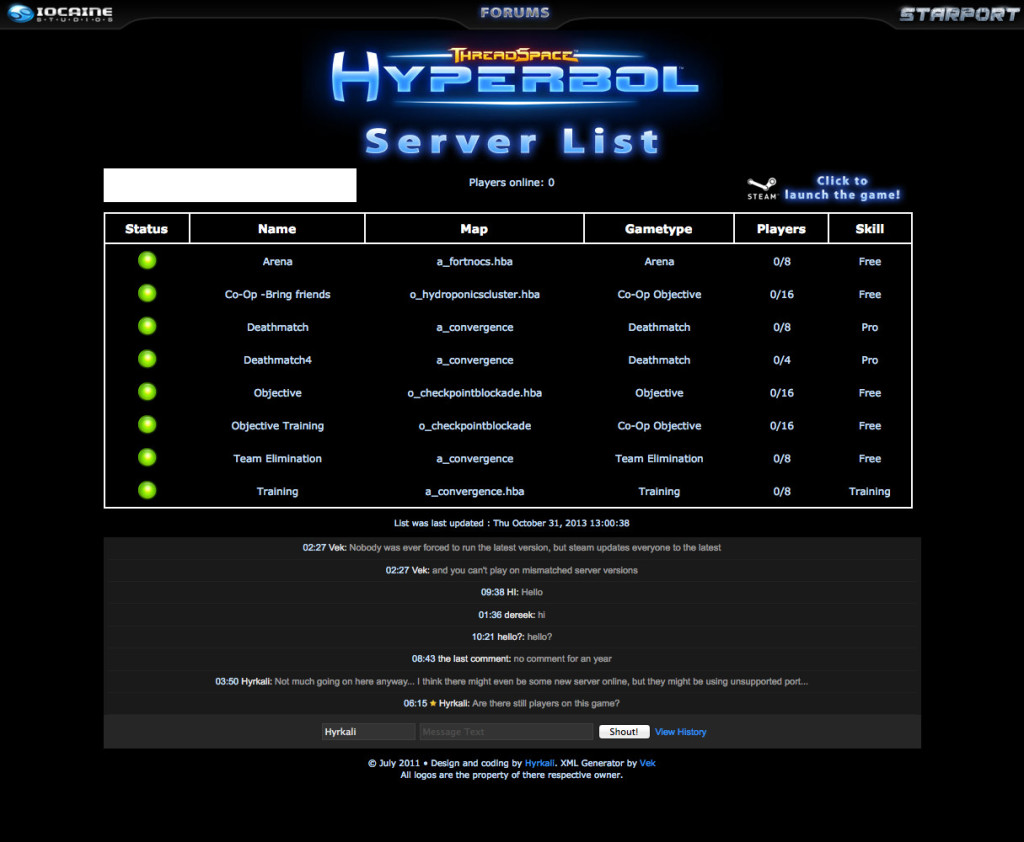 IOCAINE
STUDIOS
FORUMS
STARPORT
THREADSPACE™
HYPERBOL™
Server List
Players online: 0
STEAM™
Click to
launch the game!
Status Name Map Gametype Players Skill
Arena a_fortnocs.hba Arena 0/8 Free
Co-Op -Bring friends o_hydroponicscluster.hba Co-Op Objective 0/16 Free
Deathmatch a_convergence Deathmatch 0/8 Pro
Deathmatch4 a_convergence Deathmatch 0/4 Pro
Objective o_checkpointblockade.hba Objective 0/16 Free
Objective Training o_checkpointblockade Co-Op Objective 0/16 Free
Team Elimination a_convergence Team Elimination 0/8 Free
Training a_convergence.hba Training 0/8 Training
List was last updated : Thu October 31, 2013 13:00:38
02:27 Vek: Nobody was ever forced to run the latest version, but steam updates everyone to the latest
02:27 Vek: and you can't play on mismatched server versions
09:38 HI: Hello
01:36 dereek: hi
10:21 hello?: hello?
08:43 the last comment: no comment for an year
03:50 Hyrkali: Not much going on here anyway... I think there might even be some new server online, but they might be using unsupported port...
06:15 ★ Hyrkali: Are there still players on this game?
Hyrkali Message Text Shout! View History
© July 2011 • Design and coding by Hyrkali. XML Generator by Vek
All logos are the property of there respective owner.